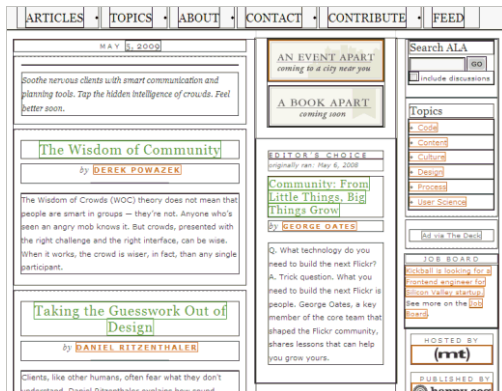 ARTICLES • TOPICS • ABOUT • CONTACT • CONTRIBUTE • FEED
MAY 5, 2009
Soothe nervous clients with smart communication and
planning tools. Tap the hidden intelligence of crowds. Feel
better soon.
The Wisdom of Community
by DEREK POWAZEK
The Wisdom of Crowds (WOC) theory does not mean that
people are smart in groups — they're not. Anyone who's
seen an angry mob knows it. But crowds, presented with
the right challenge and the right interface, can be wise.
When it works, the crowd is wiser, in fact, than any single
participant.
Taking the Guesswork Out of
Design
by DANIEL RITZENTHALER
Clients, like other humans, often fear what they don't
understand. Daniel Ritzenthaler explains how sound
AN EVENT APART
coming to a city near you
A BOOK APART
coming soon
EDITOR'S CHOICE
originally ran: May 6, 2008
Community: From
Little Things, Big
Things Grow
by GEORGE OATES
Q. What technology do you
need to build the next Flickr?
A. Trick question. What you
need to build the next Flickr is
people. George Oates, a key
member of the core team that
shaped the Flickr community,
shares lessons that can help
you grow yours.
Search ALA
GO
include discussions
Topics
• Code
• Content
• Culture
• Design
• Process
• User Science
Ad via The Deck
JOB BOARD
Kickball is looking for a
Frontend engineer for
Silicon Valley startup.
See more on the Job
Board.
HOSTED BY
(mt)
PUBLISHED BY
happy cog